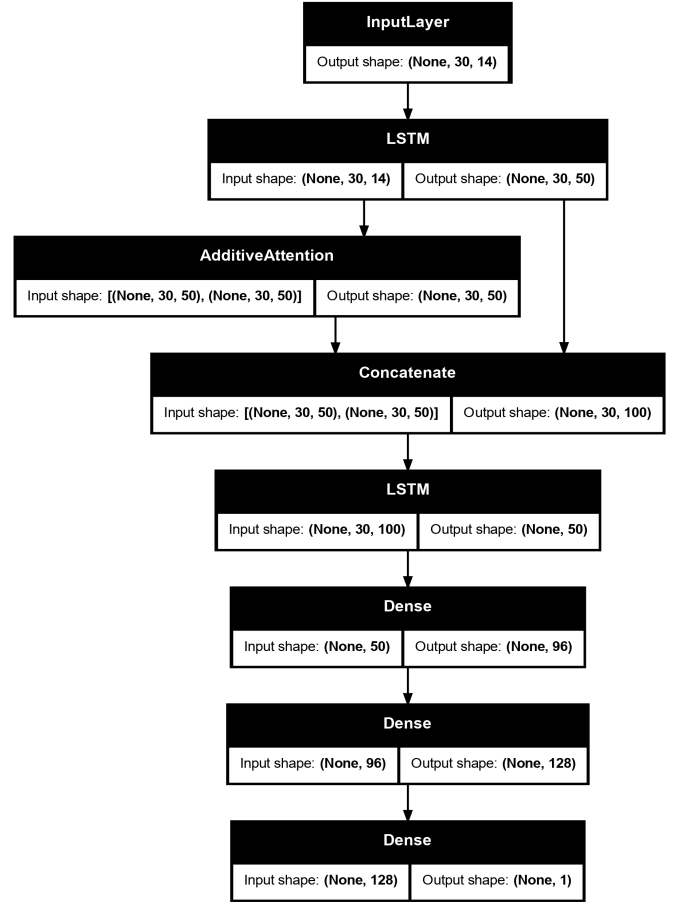 InputLayer
Output shape: (None, 30, 14)
LSTM
Input shape: (None, 30, 14) Output shape: (None, 30, 50)
AdditiveAttention
Input shape: [(None, 30, 50), (None, 30, 50)] Output shape: (None, 30, 50)
Concatenate
Input shape: [(None, 30, 50), (None, 30, 50)] Output shape: (None, 30, 100)
LSTM
Input shape: (None, 30, 100) Output shape: (None, 50)
Dense
Input shape: (None, 50) Output shape: (None, 96)
Dense
Input shape: (None, 96) Output shape: (None, 128)
Dense
Input shape: (None, 128) Output shape: (None, 1)